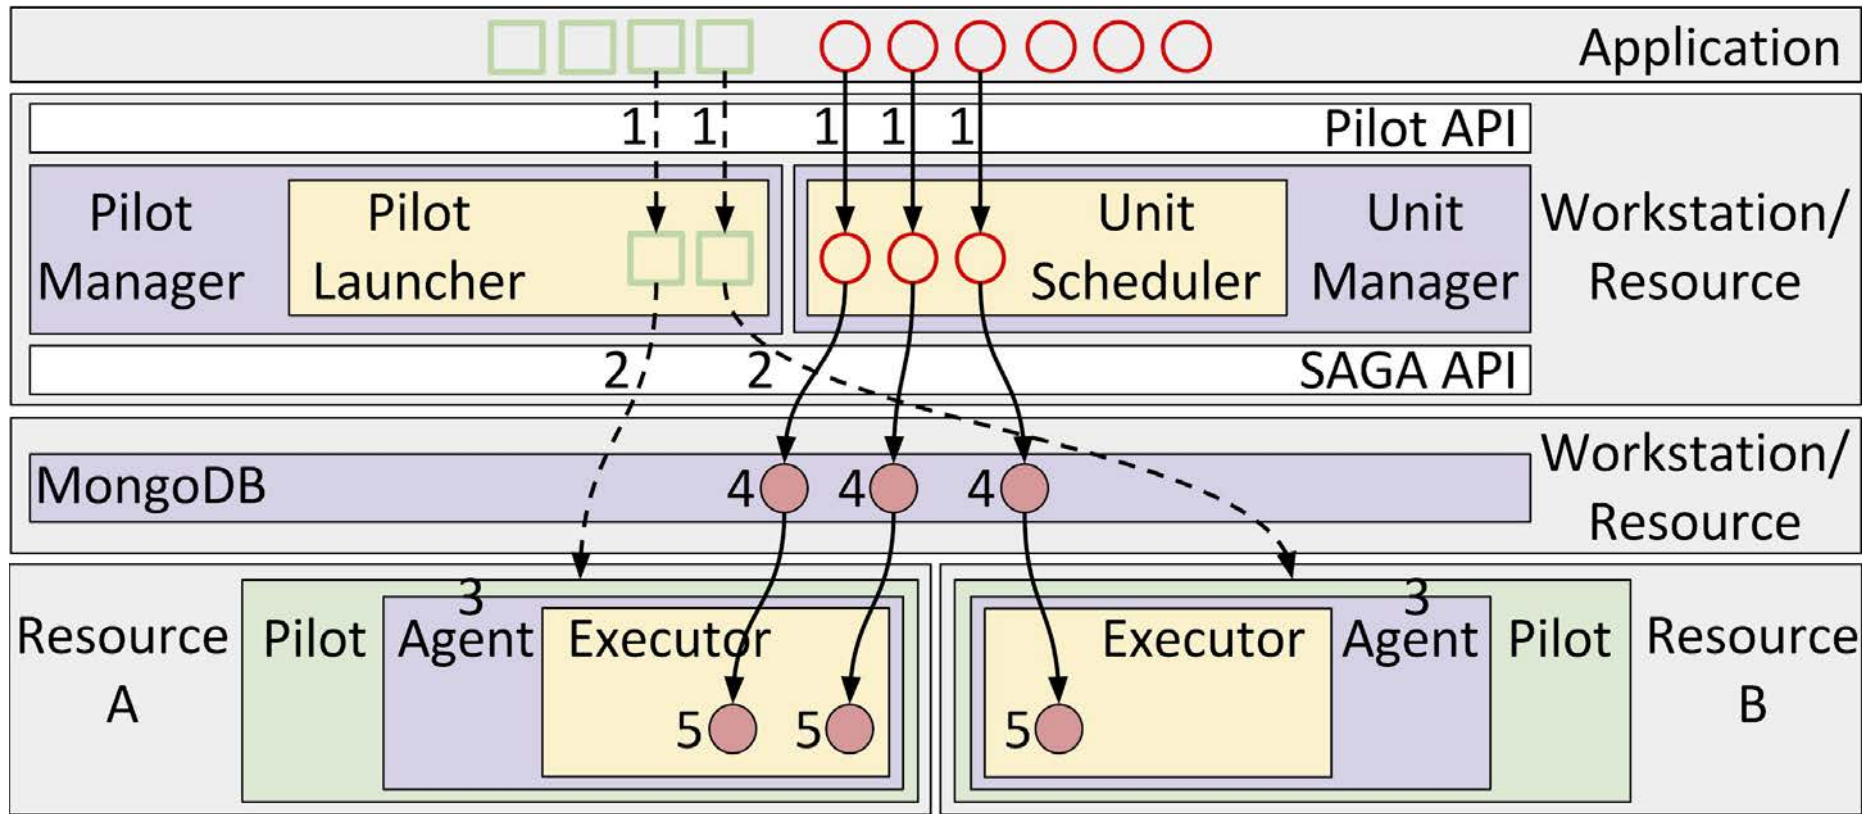 Application
1 1 1 1 1 Pilot API
Pilot Manager
Pilot Launcher
Unit Scheduler
Unit Manager
Workstation/
Resource
2 2 SAGA API
MongoDB 4 4 4
Workstation/
Resource
Resource
A
Pilot
3
Agent
Executor
5 5
Executor
3
Agent
Pilot
5
Resource
B